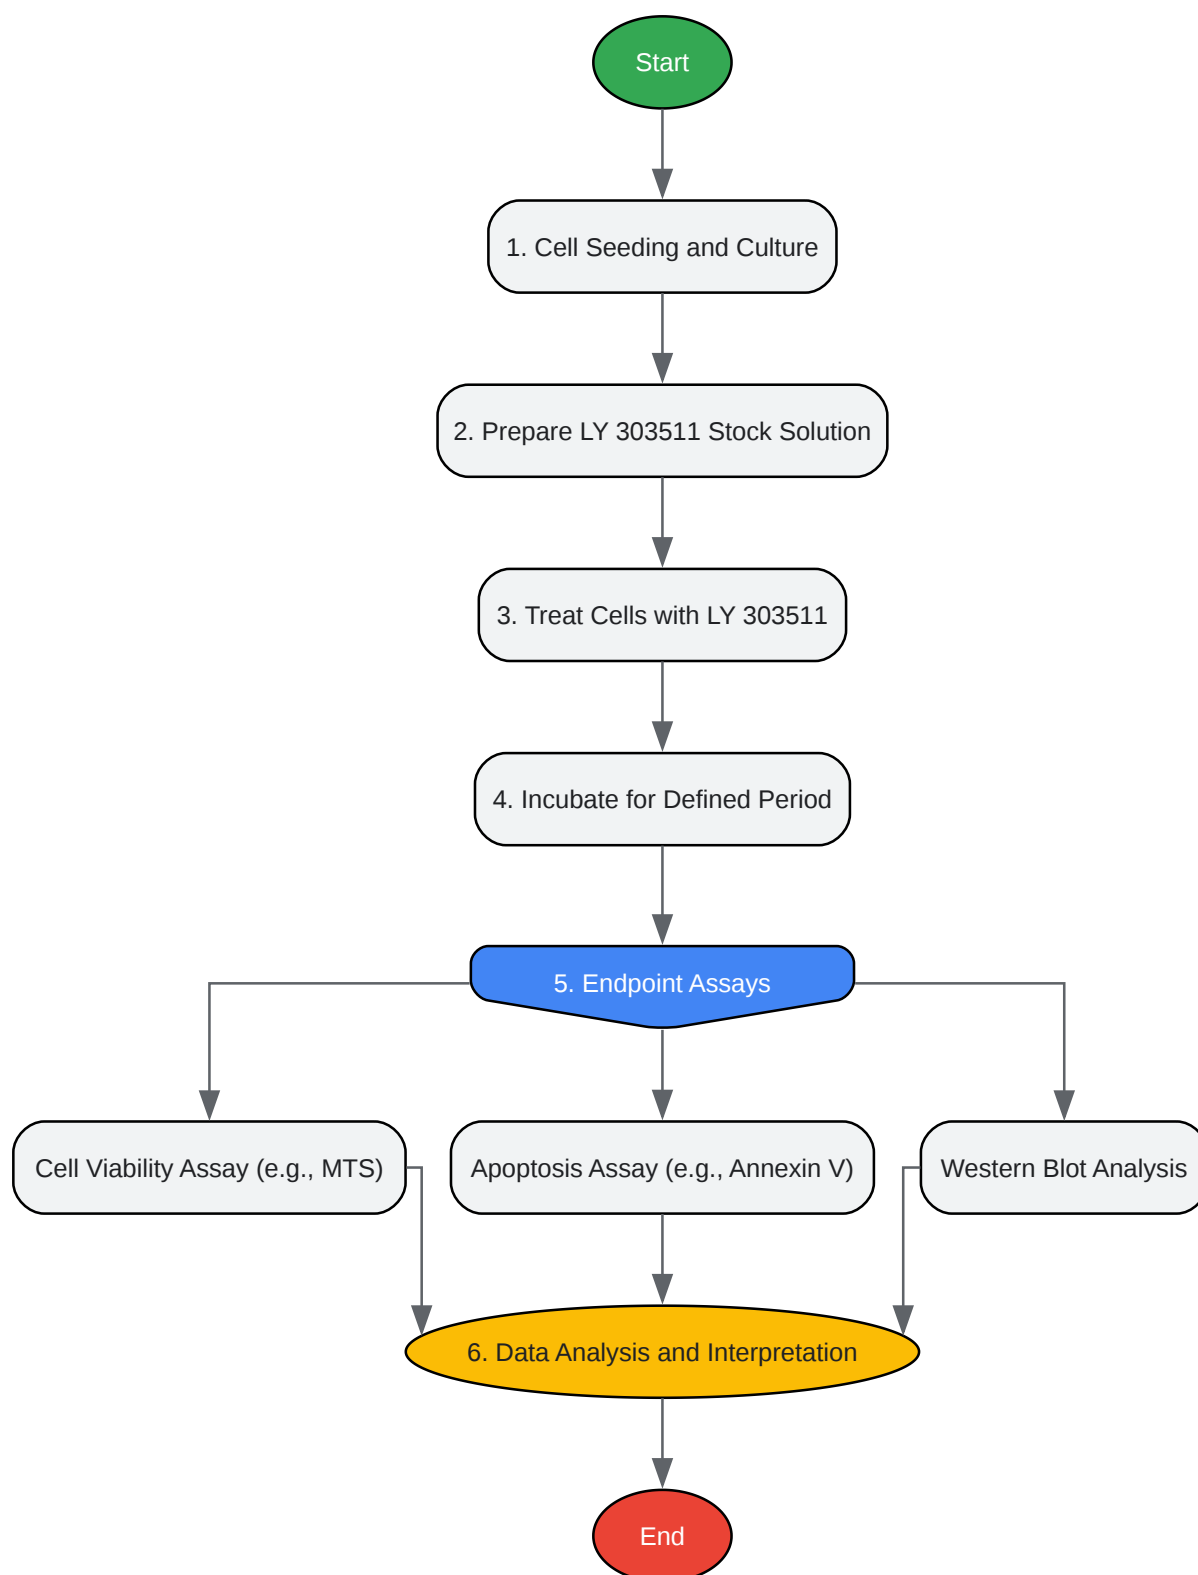 Start
1. Cell Seeding and Culture
2. Prepare LY 303511 Stock Solution
3. Treat Cells with LY 303511
4. Incubate for Defined Period
5. Endpoint Assays
Cell Viability Assay (e.g., MTS)
Apoptosis Assay (e.g., Annexin V)
Western Blot Analysis
6. Data Analysis and Interpretation
End